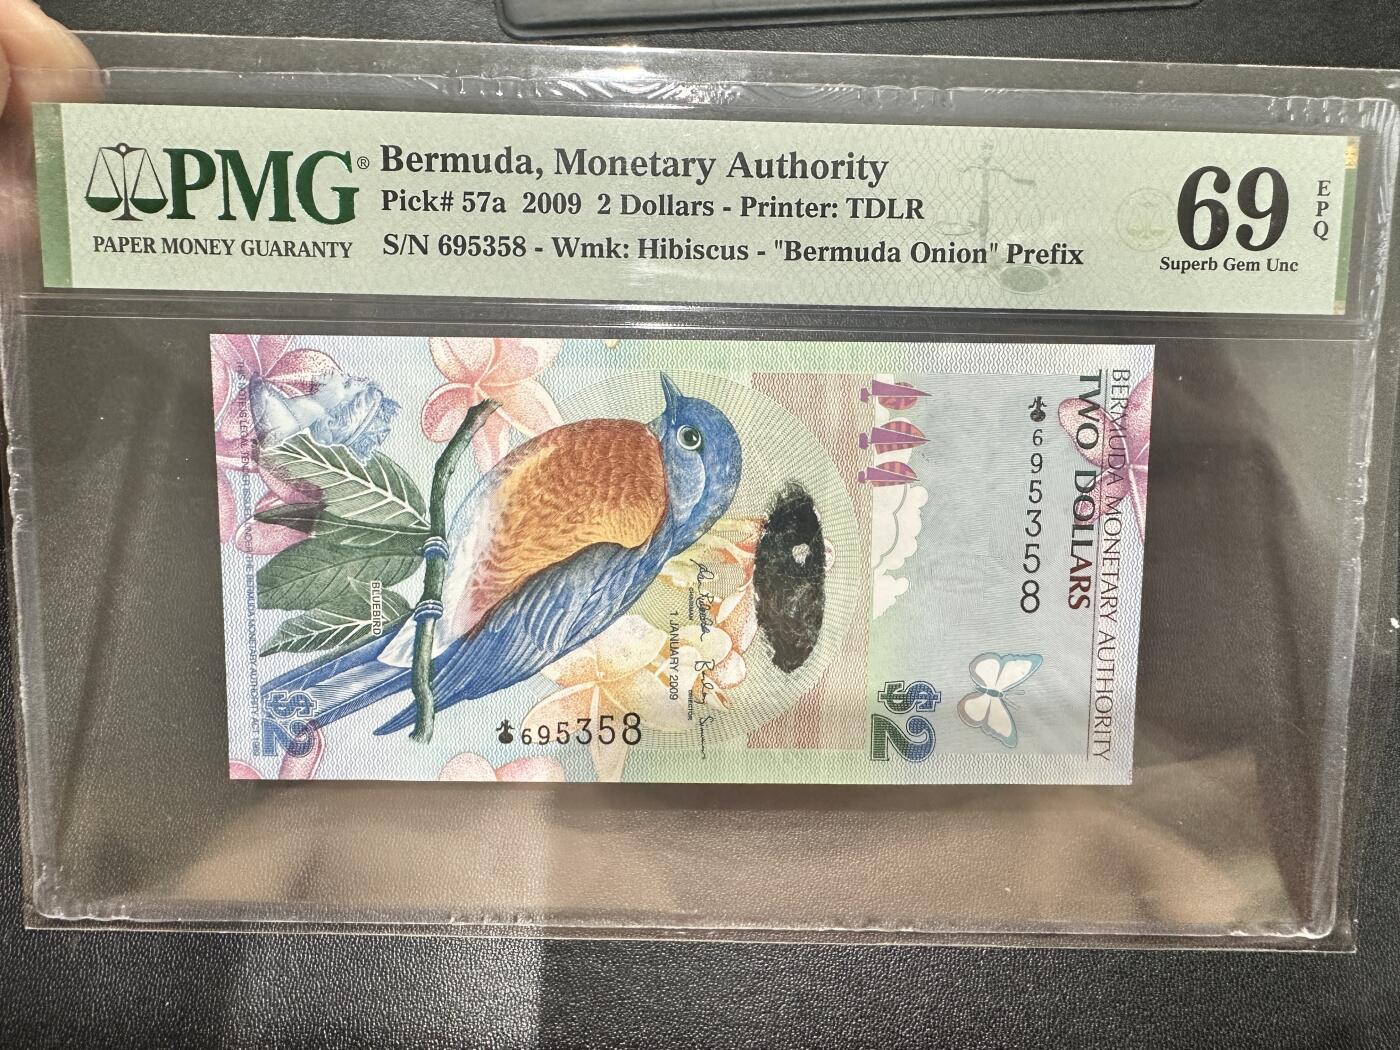 PMG®
PAPER MONEY GUARANTY
Bermuda, Monetary Authority
Pick# 57a 2009 2 Dollars - Printer: TDLR
S/N 695358 - Wmk: Hibiscus - "Bermuda Onion" Prefix
69
EPQ
Superb Gem Unc
BERMUDA MONETARY AUTHORITY
TWO DOLLARS
695358
$2
CHAIRMAN
DIRECTOR
1 JANUARY 2009
695358
BLUEBIRD
$2